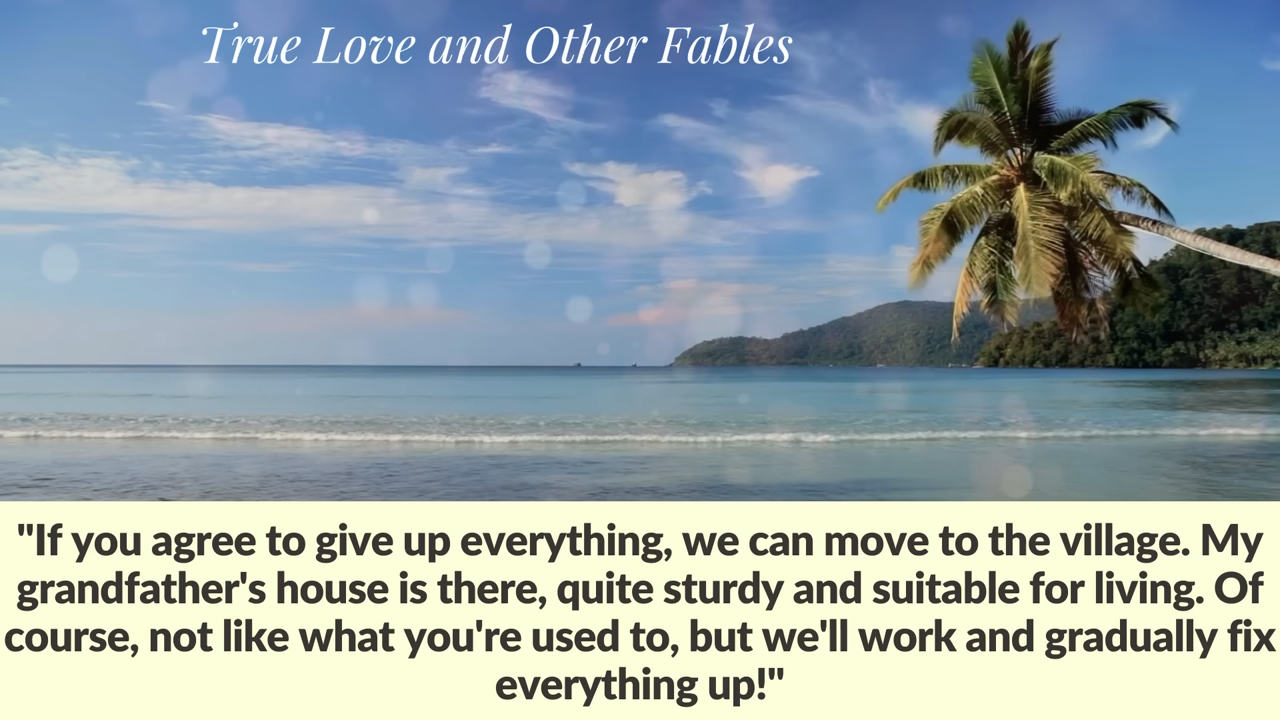 True Love and Other Fables
"If you agree to give up everything, we can move to the village. My
grandfather's house is there, quite sturdy and suitable for living. Of
course, not like what you're used to, but we'll work and gradually fix
everything up!"